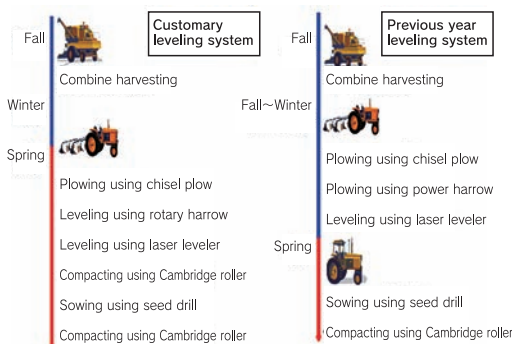 Customary
leveling system
Fall
Combine harvesting
Winter
Spring
Plowing using chisel plow
Leveling using rotary harrow
Leveling using laser leveler
Compacting using Cambridge roller
Sowing using seed drill
Compacting using Cambridge roller
Previous year
leveling system
Fall
Combine harvesting
Fall~Winter
Plowing using chisel plow
Plowing using power harrow
Leveling using laser leveler
Spring
Sowing using seed drill
Compacting using Cambridge roller